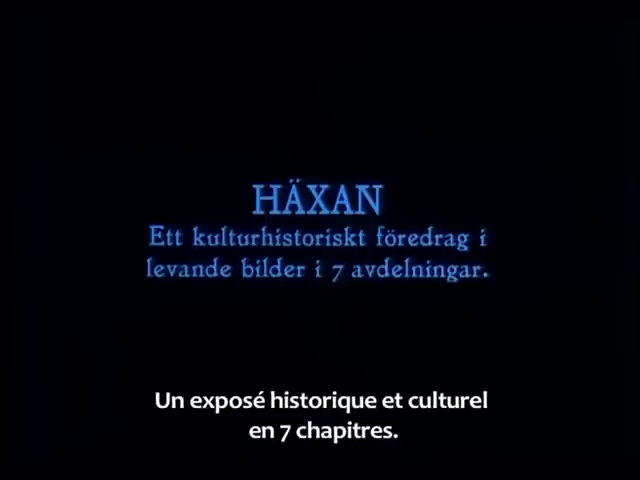 HÄXAN
Ett kulturhistoriskt föredrag i
levande bilder i 7 avdelningar.
Un exposé historique et culturel
en 7 chapitres.